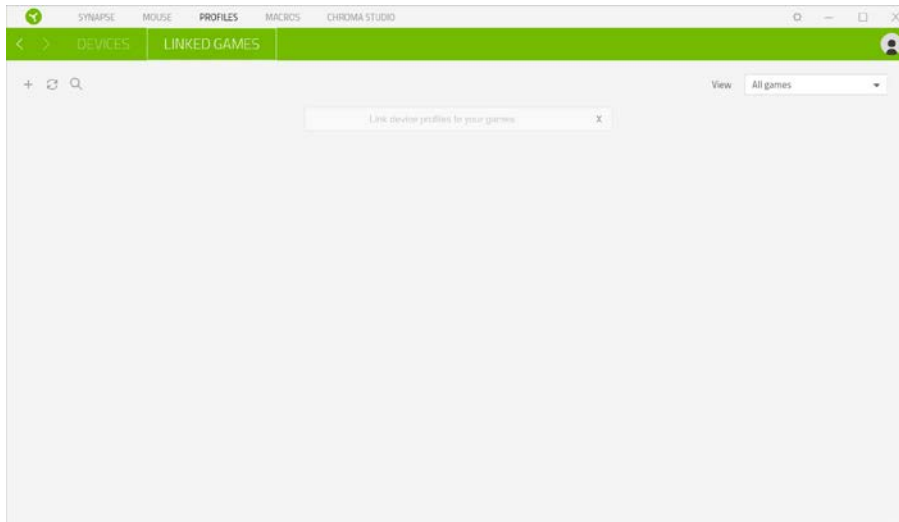 SYNAPSE MOUSE PROFILES MACROS CHROMA STUDIO
DEVICES LINKED GAMES
View All games
Link device profiles to your games X